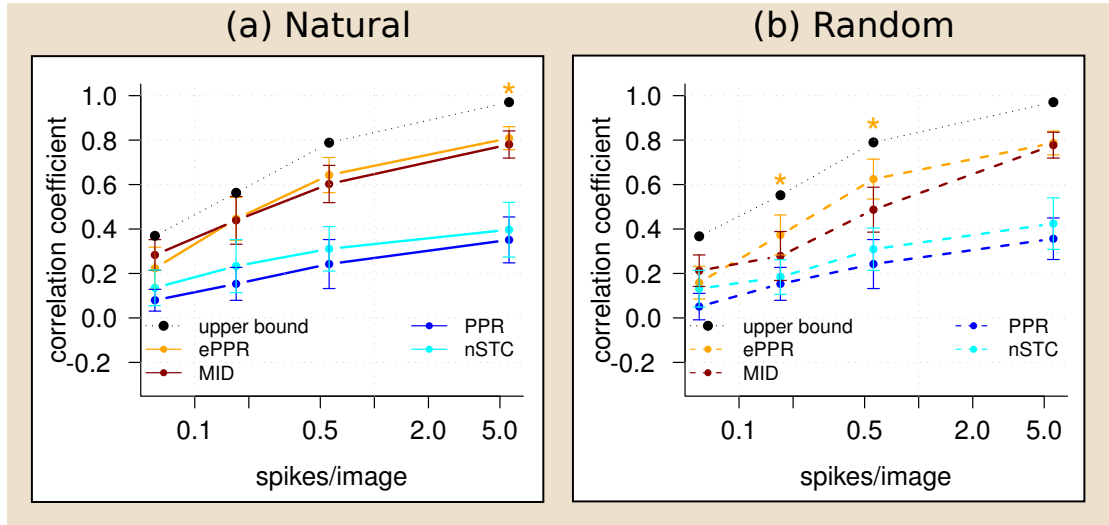 (a) Natural
correlation coefficient
1.0
0.8
0.6
0.4
0.2
0.0
-0.2
*
upper bound
ePPR
MID
PPR
nSTC
0.1 0.5 2.0 5.0
spikes/image
(b) Random
correlation coefficient
1.0
0.8
0.6
0.4
0.2
0.0
-0.2
* *
upper bound
ePPR
MID
PPR
nSTC
0.1 0.5 2.0 5.0
spikes/image